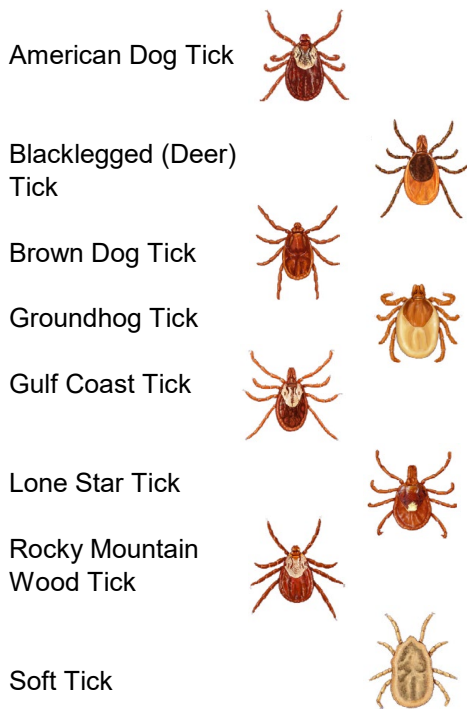 American Dog Tick
Blacklegged (Deer)
Tick
Brown Dog Tick
Groundhog Tick
Gulf Coast Tick
Lone Star Tick
Rocky Mountain
Wood Tick
Soft Tick